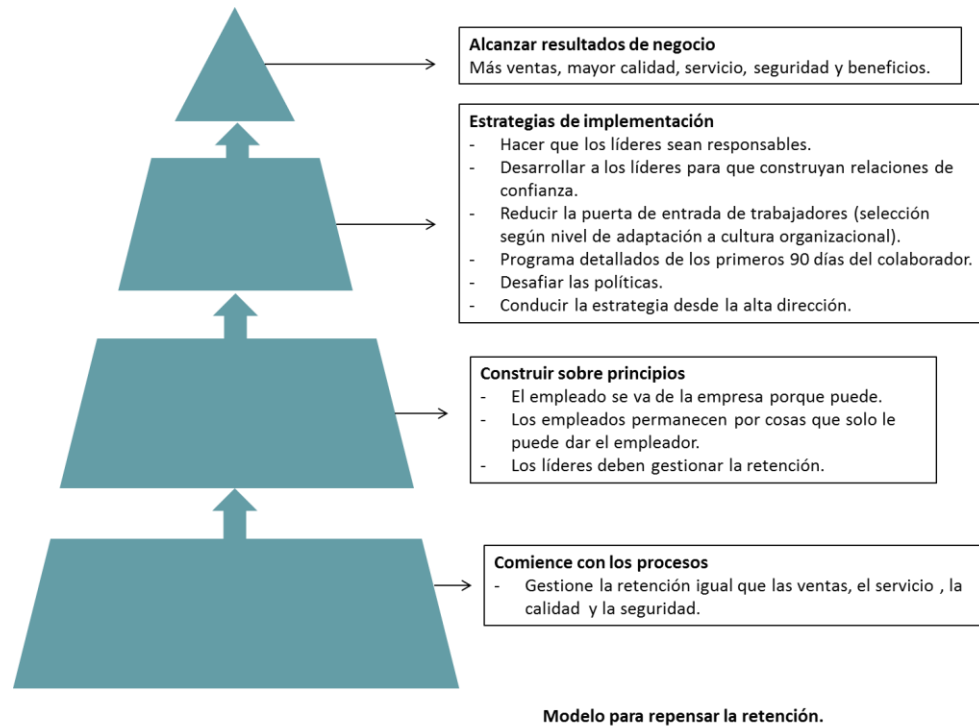 Alcanzar resultados de negocio
Más ventas, mayor calidad, servicio, seguridad y beneficios.
Estrategias de implementación
- Hacer que los líderes sean responsables.
- Desarrollar a los líderes para que construyan relaciones de
confianza.
- Reducir la puerta de entrada de trabajadores (selección
según nivel de adaptación a cultura organizacional).
- Programa detallados de los primeros 90 días del colaborador.
- Desafiar las políticas.
- Conducir la estrategia desde la alta dirección.
Construir sobre principios
- El empleado se va de la empresa porque puede.
- Los empleados permanecen por cosas que solo le
puede dar el empleador.
- Los líderes deben gestionar la retención.
Comience con los procesos
- Gestione la retención igual que las ventas, el servicio , la
calidad y la seguridad.
Modelo para repensar la retención.